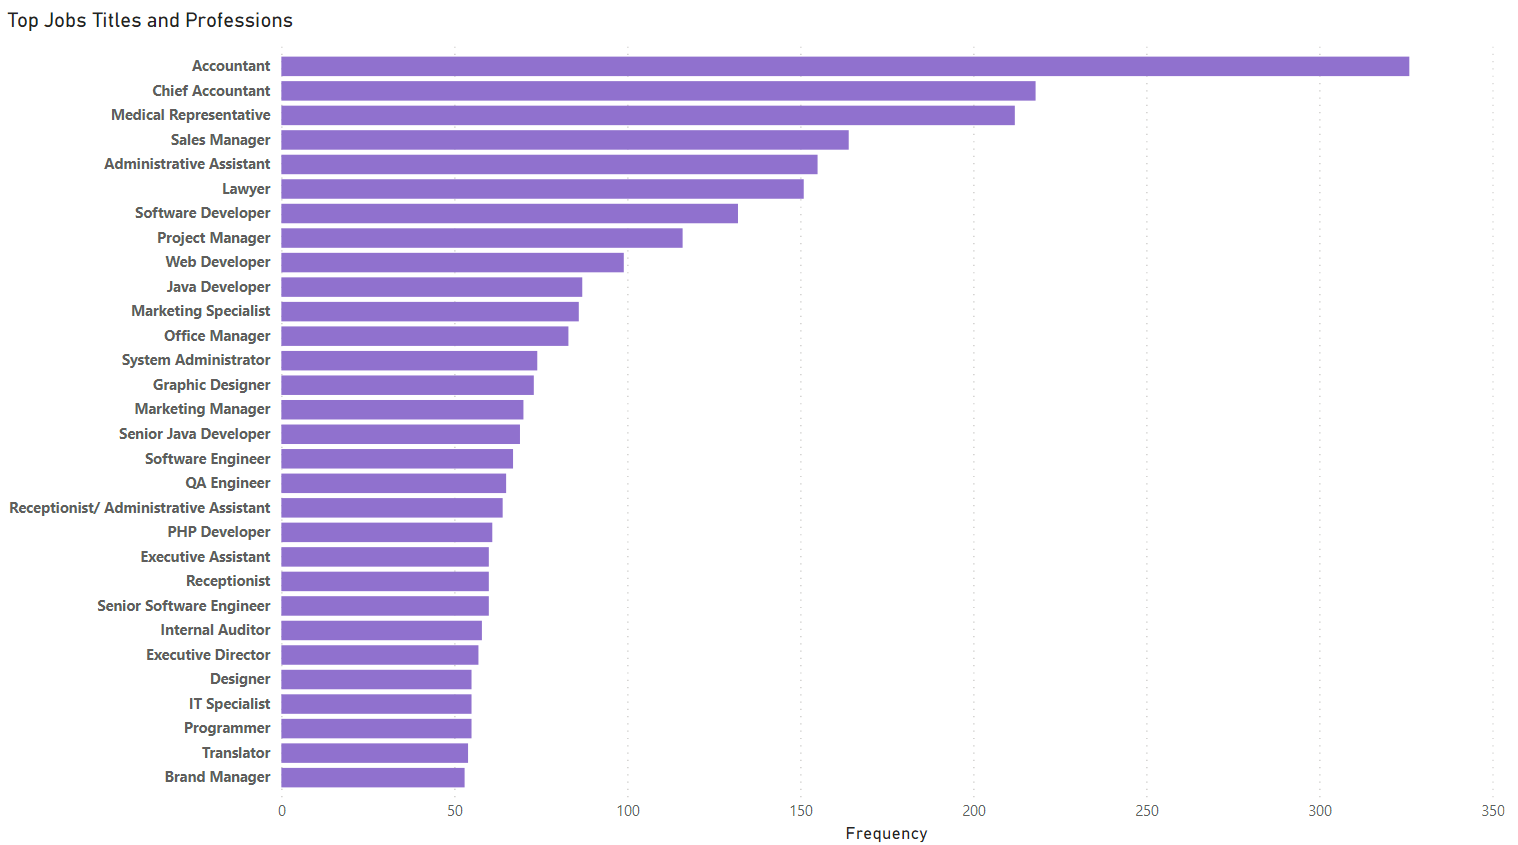 Top Jobs Titles and Professions
Accountant
Chief Accountant
Medical Representative
Sales Manager
Administrative Assistant
Lawyer
Software Developer
Project Manager
Web Developer
Java Developer
Marketing Specialist
Office Manager
System Administrator
Graphic Designer
Marketing Manager
Senior Java Developer
Software Engineer
QA Engineer
Receptionist/ Administrative Assistant
PHP Developer
Executive Assistant
Receptionist
Senior Software Engineer
Internal Auditor
Executive Director
Designer
IT Specialist
Programmer
Translator
Brand Manager
0 50 100 150 200 250 300 350
Frequency